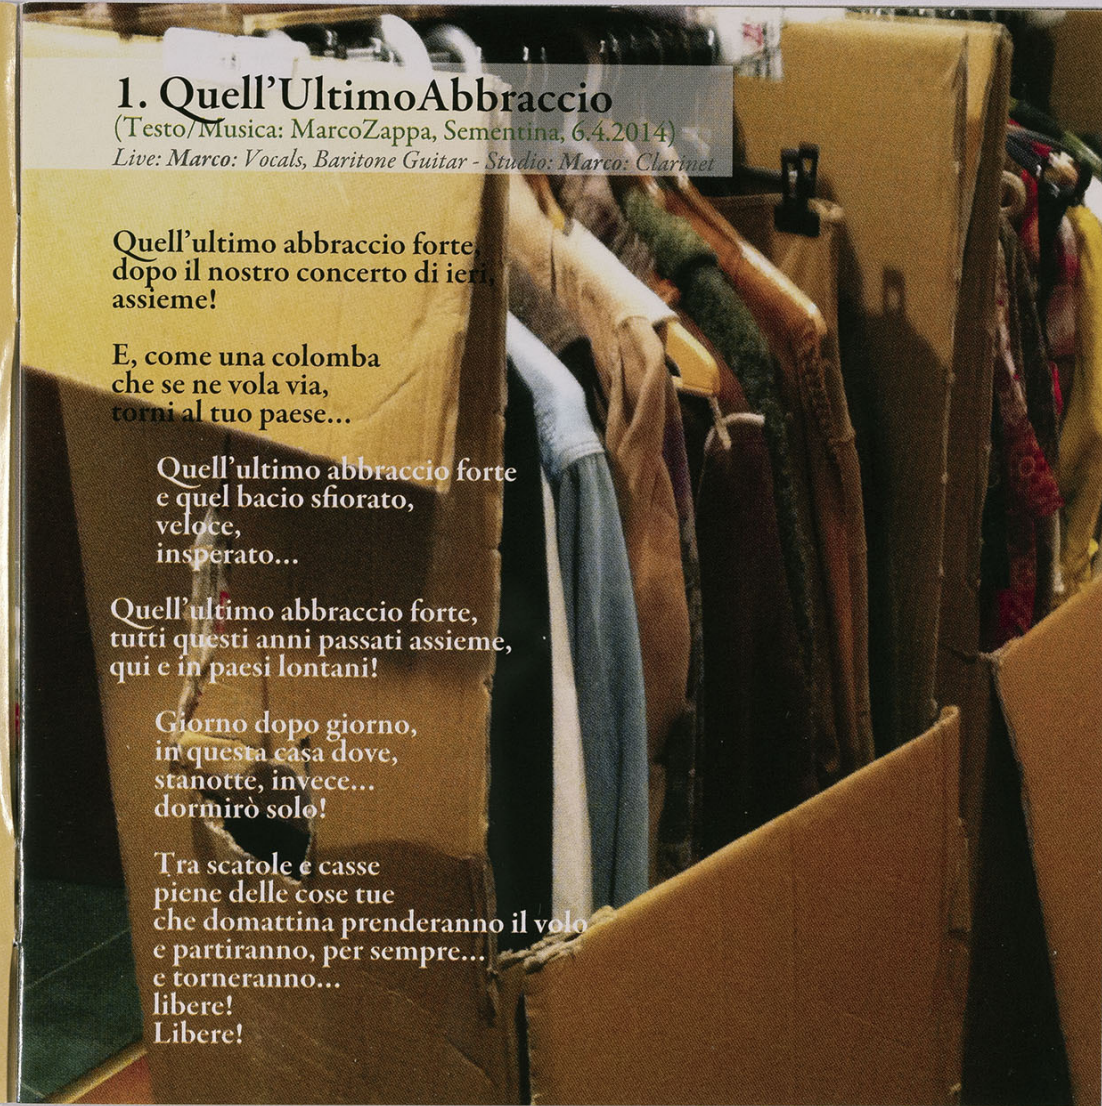 1. Quell'UltimoAbbraccio
(Testo/Musica: MarcoZappa, Sementina, 6.4.2014)
Live: Marco: Vocals, Baritone Guitar - Studio: Marco: Clarinet
Quell'ultimo abbraccio forte,
dopo il nostro concerto di ieri,
assieme!
E, come una colomba
che se ne vola via,
torni al tuo paese...
Quell'ultimo abbraccio forte
e quel bacio sfiorato,
veloce,
insperato...
Quell'ultimo abbraccio forte,
tutti questi anni passati assieme,
qui e in paesi lontani!
Giorno dopo giorno,
in questa casa dove,
stanotte, invece...
dormirò solo!
Tra scatole e casse
piene delle cose tue
che domattina prenderanno il volo
e partiranno, per sempre...
e torneranno...
libere!
Libere!